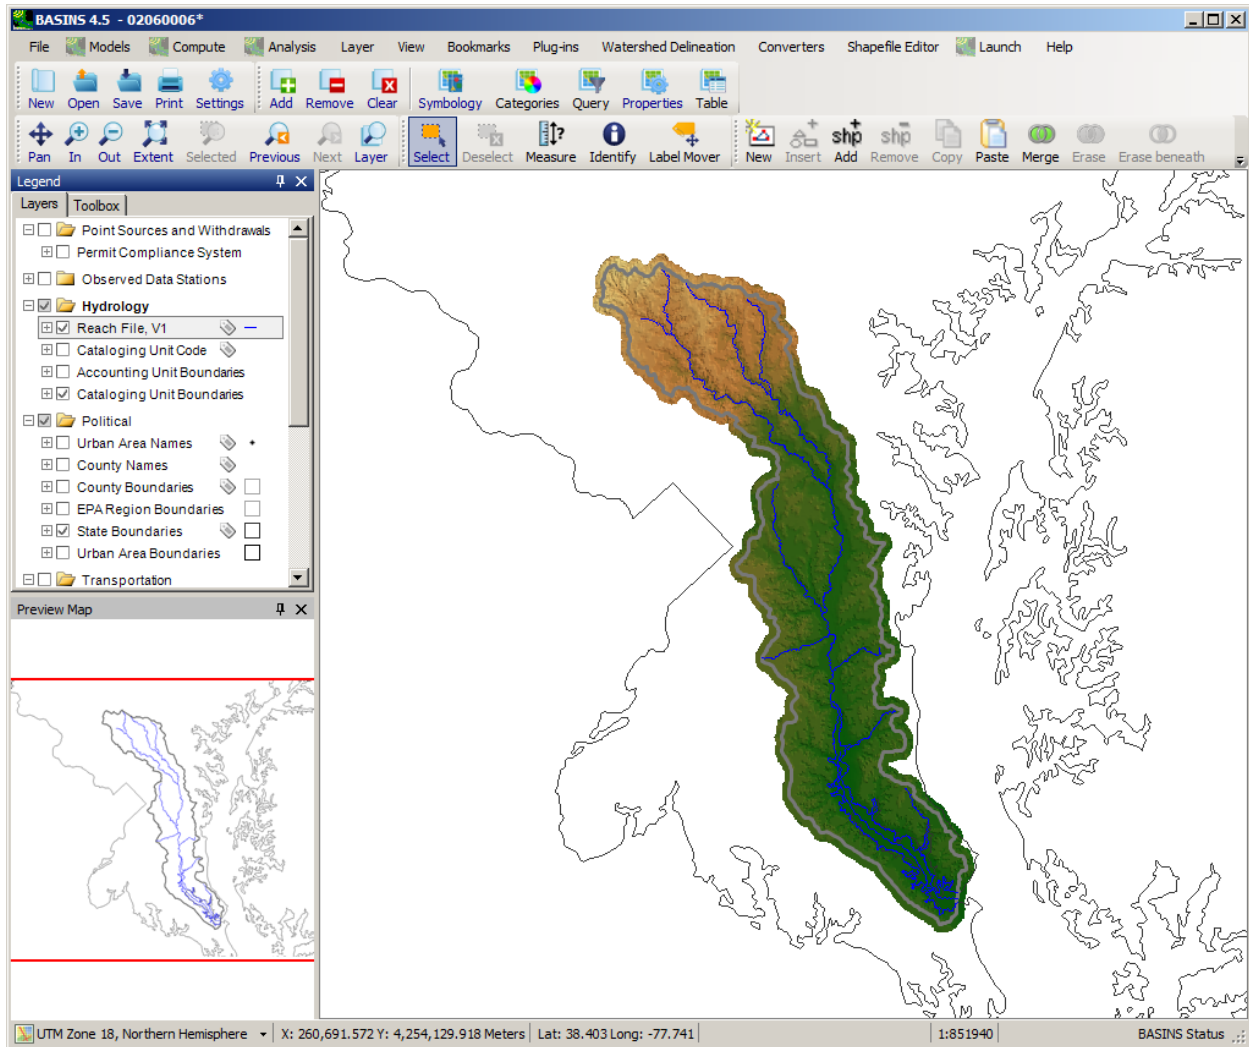 BASINS 4.5 - 02060006*
File Models Compute Analysis Layer View Bookmarks Plug-ins Watershed Delineation Converters Shapefile Editor Launch Help
New Open Save Print Settings Add Remove Clear Symbology Categories Query Properties Table
Pan In Out Extent Selected Previous Next Layer Select Deselect Measure Identify Label Mover New Insert Add Remove Copy Paste Merge Erase Erase beneath
Legend
Layers Toolbox
Point Sources and Withdrawals
Permit Compliance System
Observed Data Stations
Hydrology
Reach File, V1
Cataloging Unit Code
Accounting Unit Boundaries
Cataloging Unit Boundaries
Political
Urban Area Names
County Names
County Boundaries
EPA Region Boundaries
State Boundaries
Urban Area Boundaries
Transportation
Preview Map
UTM Zone 18, Northern Hemisphere X: 260,691.572 Y: 4,254,129.918 Meters Lat: 38.403 Long: -77.741 1:851940 BASINS Status